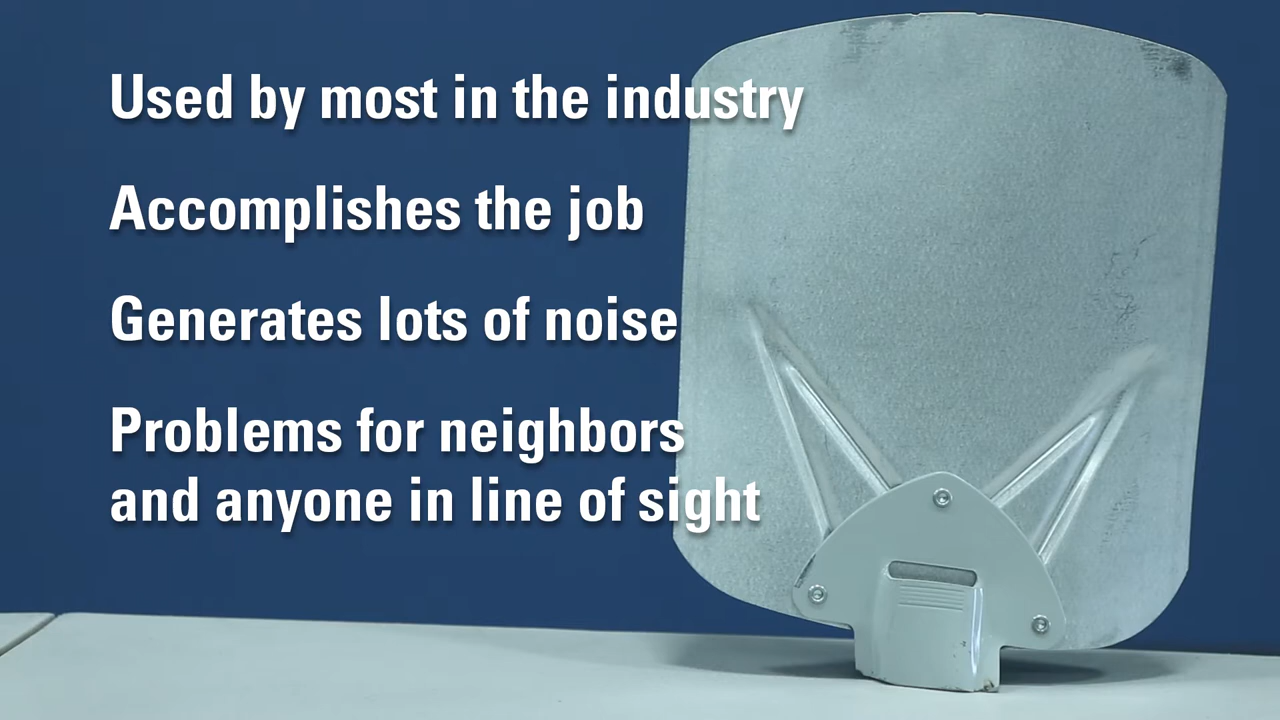 Used by most in the industry
Accomplishes the job
Generates lots of noise
Problems for neighbors
and anyone in line of sight